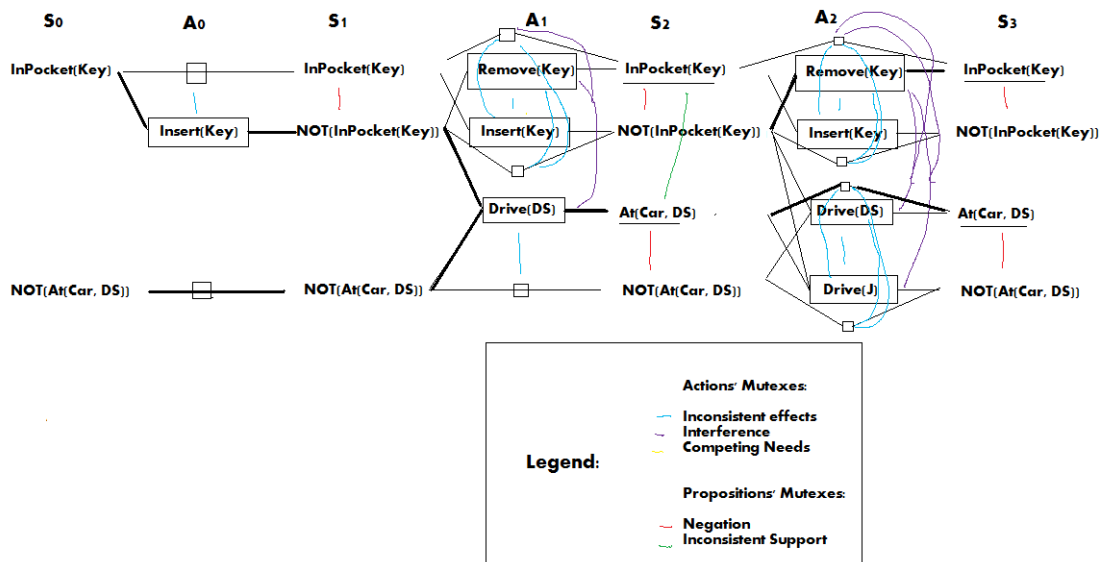 S0 A0 S1 A1 S2 A2 S3
InPocket(Key) InPocket(Key) Remove(Key) InPocket(Key) Remove(Key) InPocket(Key)
Insert(Key) NOT(InPocket(Key)) Insert(Key) NOT(InPocket(Key)) Insert(Key) NOT(InPocket(Key))
Drive(DS) At(Car, DS) Drive(DS) At(Car, DS)
NOT(At(Car, DS)) NOT(At(Car, DS)) NOT(At(Car, DS)) Drive(J) NOT(At(Car, DS))
Actions' Mutexes:
Inconsistent effects
Interference
Competing Needs
Legend:
Propositions' Mutexes:
Negation
Inconsistent Support